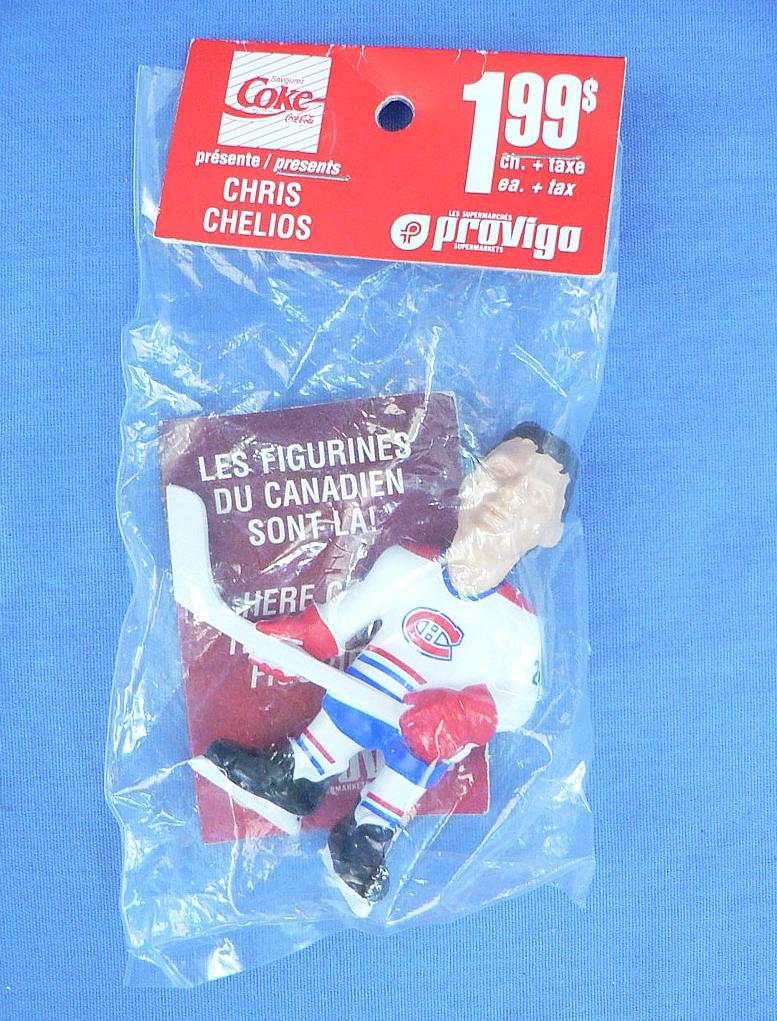 Savourez
Coke
Coca-Cola
présente / presents
CHRIS
CHELIOS
1 99$
ch. + taxe
ea. + tax
LES SUPERMARCHÉS
provigo
SUPERMARKETS
LES FIGURINES
DU CANADIEN
SONT LÀ!
HERE